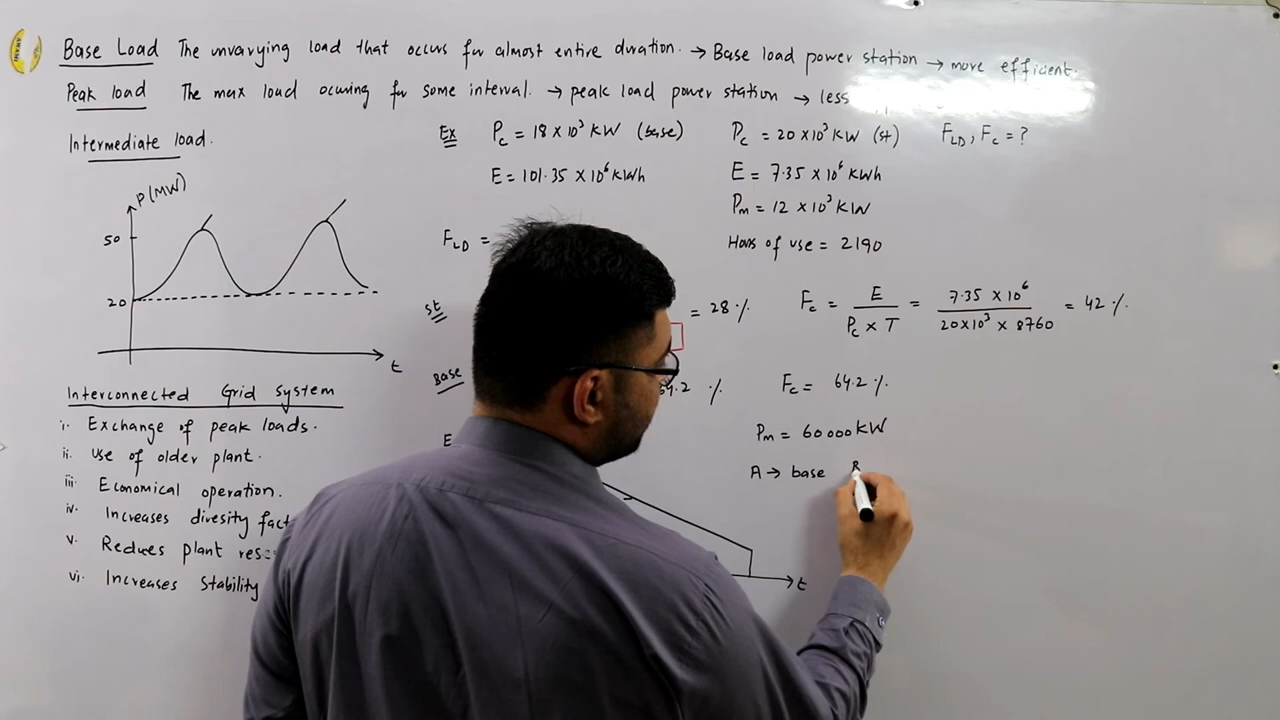 Base Load The unvarying load that occurs for almost entire duration. → Base load power station → more efficient.
Peak load The max load ocuring for some interval. → peak load power station → less
Intermediate load.
P(MW)
50
20
t
Interconnected Grid system
i. Exchange of peak loads.
ii. use of older plant.
iii. Economical operation.
iv. Increases divesity fact
v. Reduces plant res
vi. Increases Stability
Ex Pc = 18 x 10³ KW (base) Pc = 20 x 10³ KW (st) FLD, Fc = ?
E = 101.35 x 10⁶ KWh E = 7.35 x 10⁶ KWh
Pm = 12 x 10³ KW
FLD = Hours of use = 2190
st = 28 % Fc = E / Pc x T = 7.35 x 10⁶ / 20x10³ x 8760 = 42 %.
Base 64.2 % Fc = 64.2 %.
E Pm = 60000 KW
A → base B
t